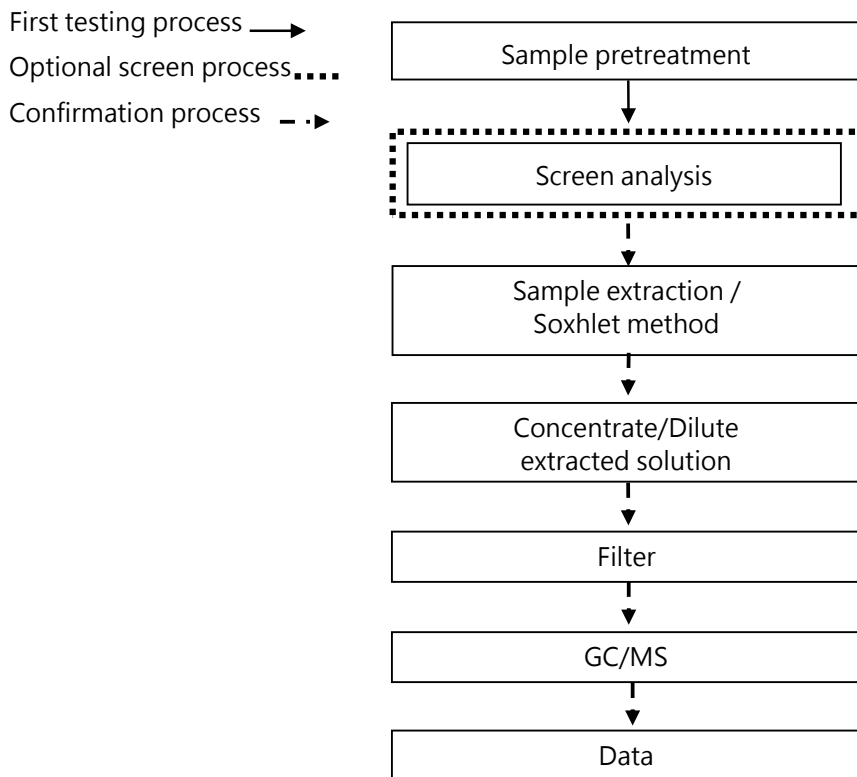 First testing process
Optional screen process
Confirmation process
Sample pretreatment
Screen analysis
Sample extraction /
Soxhlet method
Concentrate/Dilute
extracted solution
Filter
GC/MS
Data